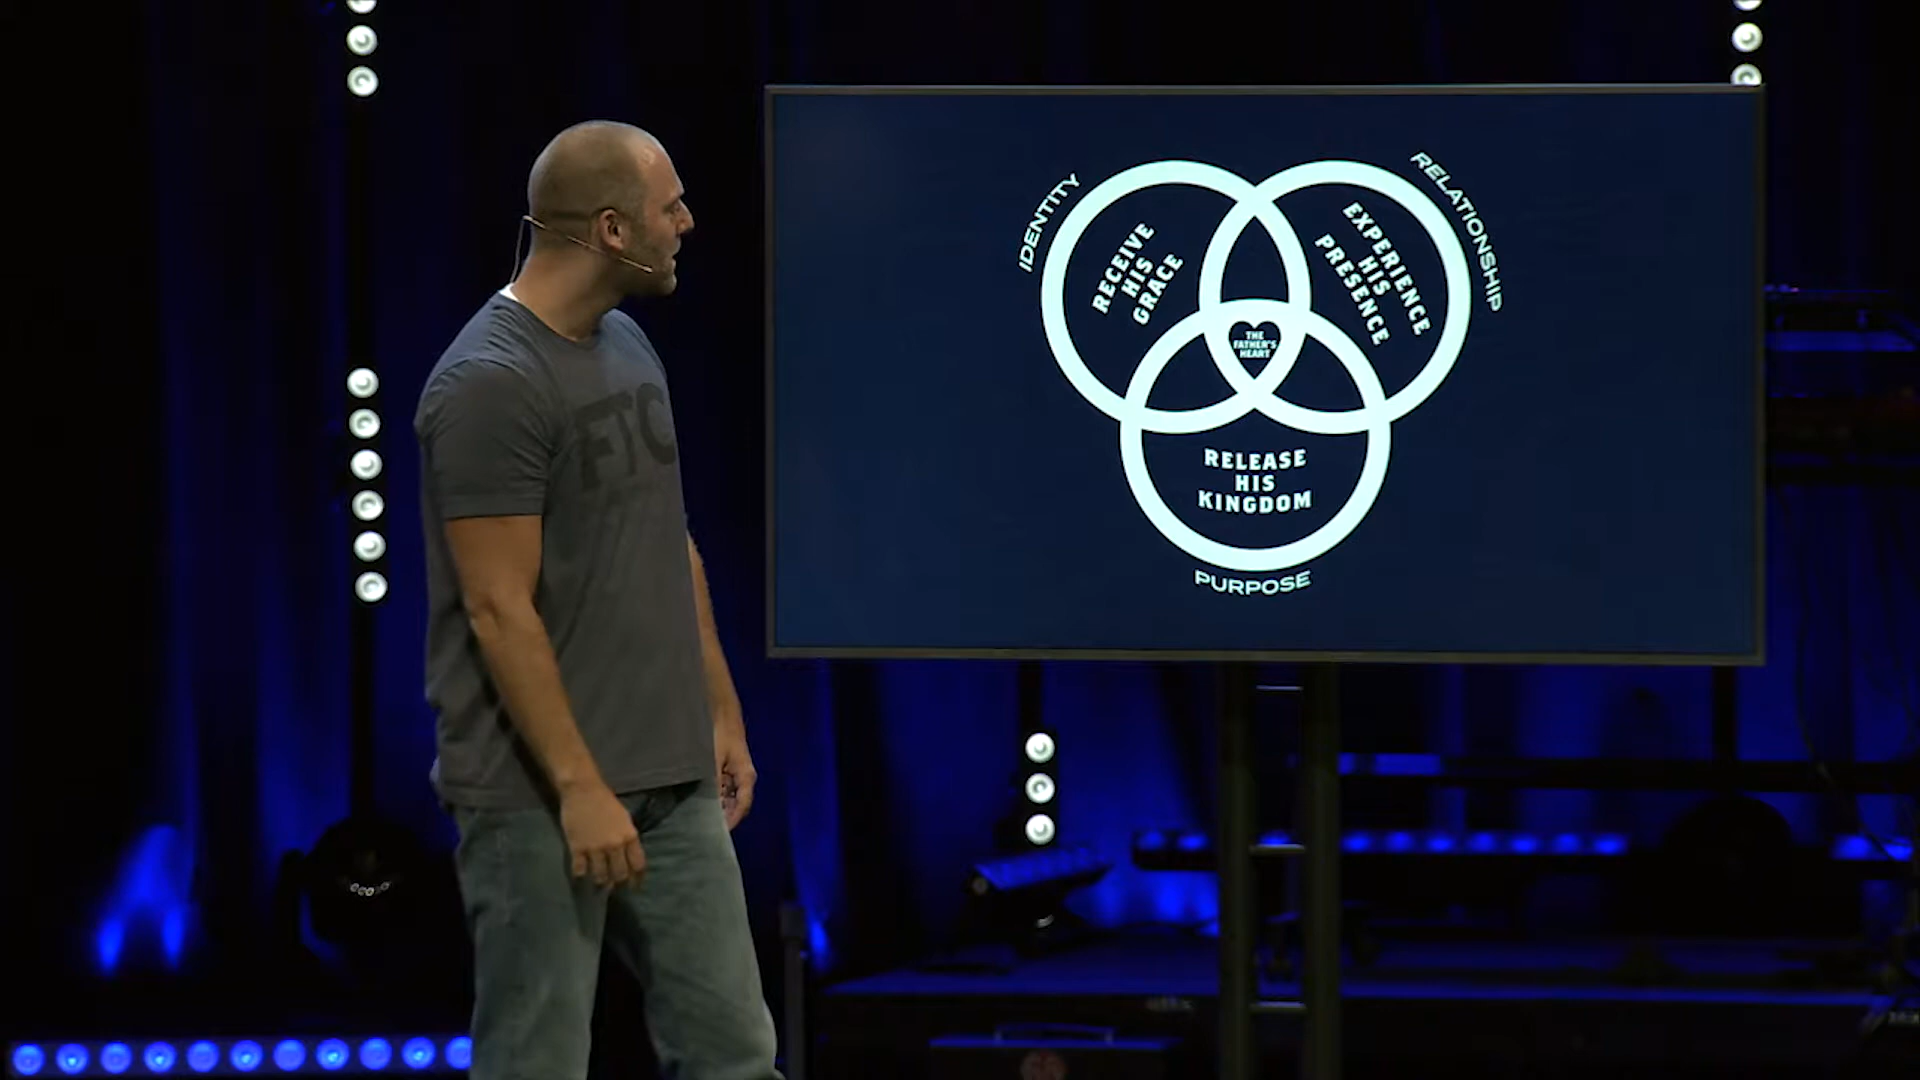 IDENTITY
RELATIONSHIP
RECEIVE
HIS
GRACE
EXPERIENCE
HIS
PRESENCE
THE
FATHER'S
HEART
RELEASE
HIS
KINGDOM
PURPOSE
FTC